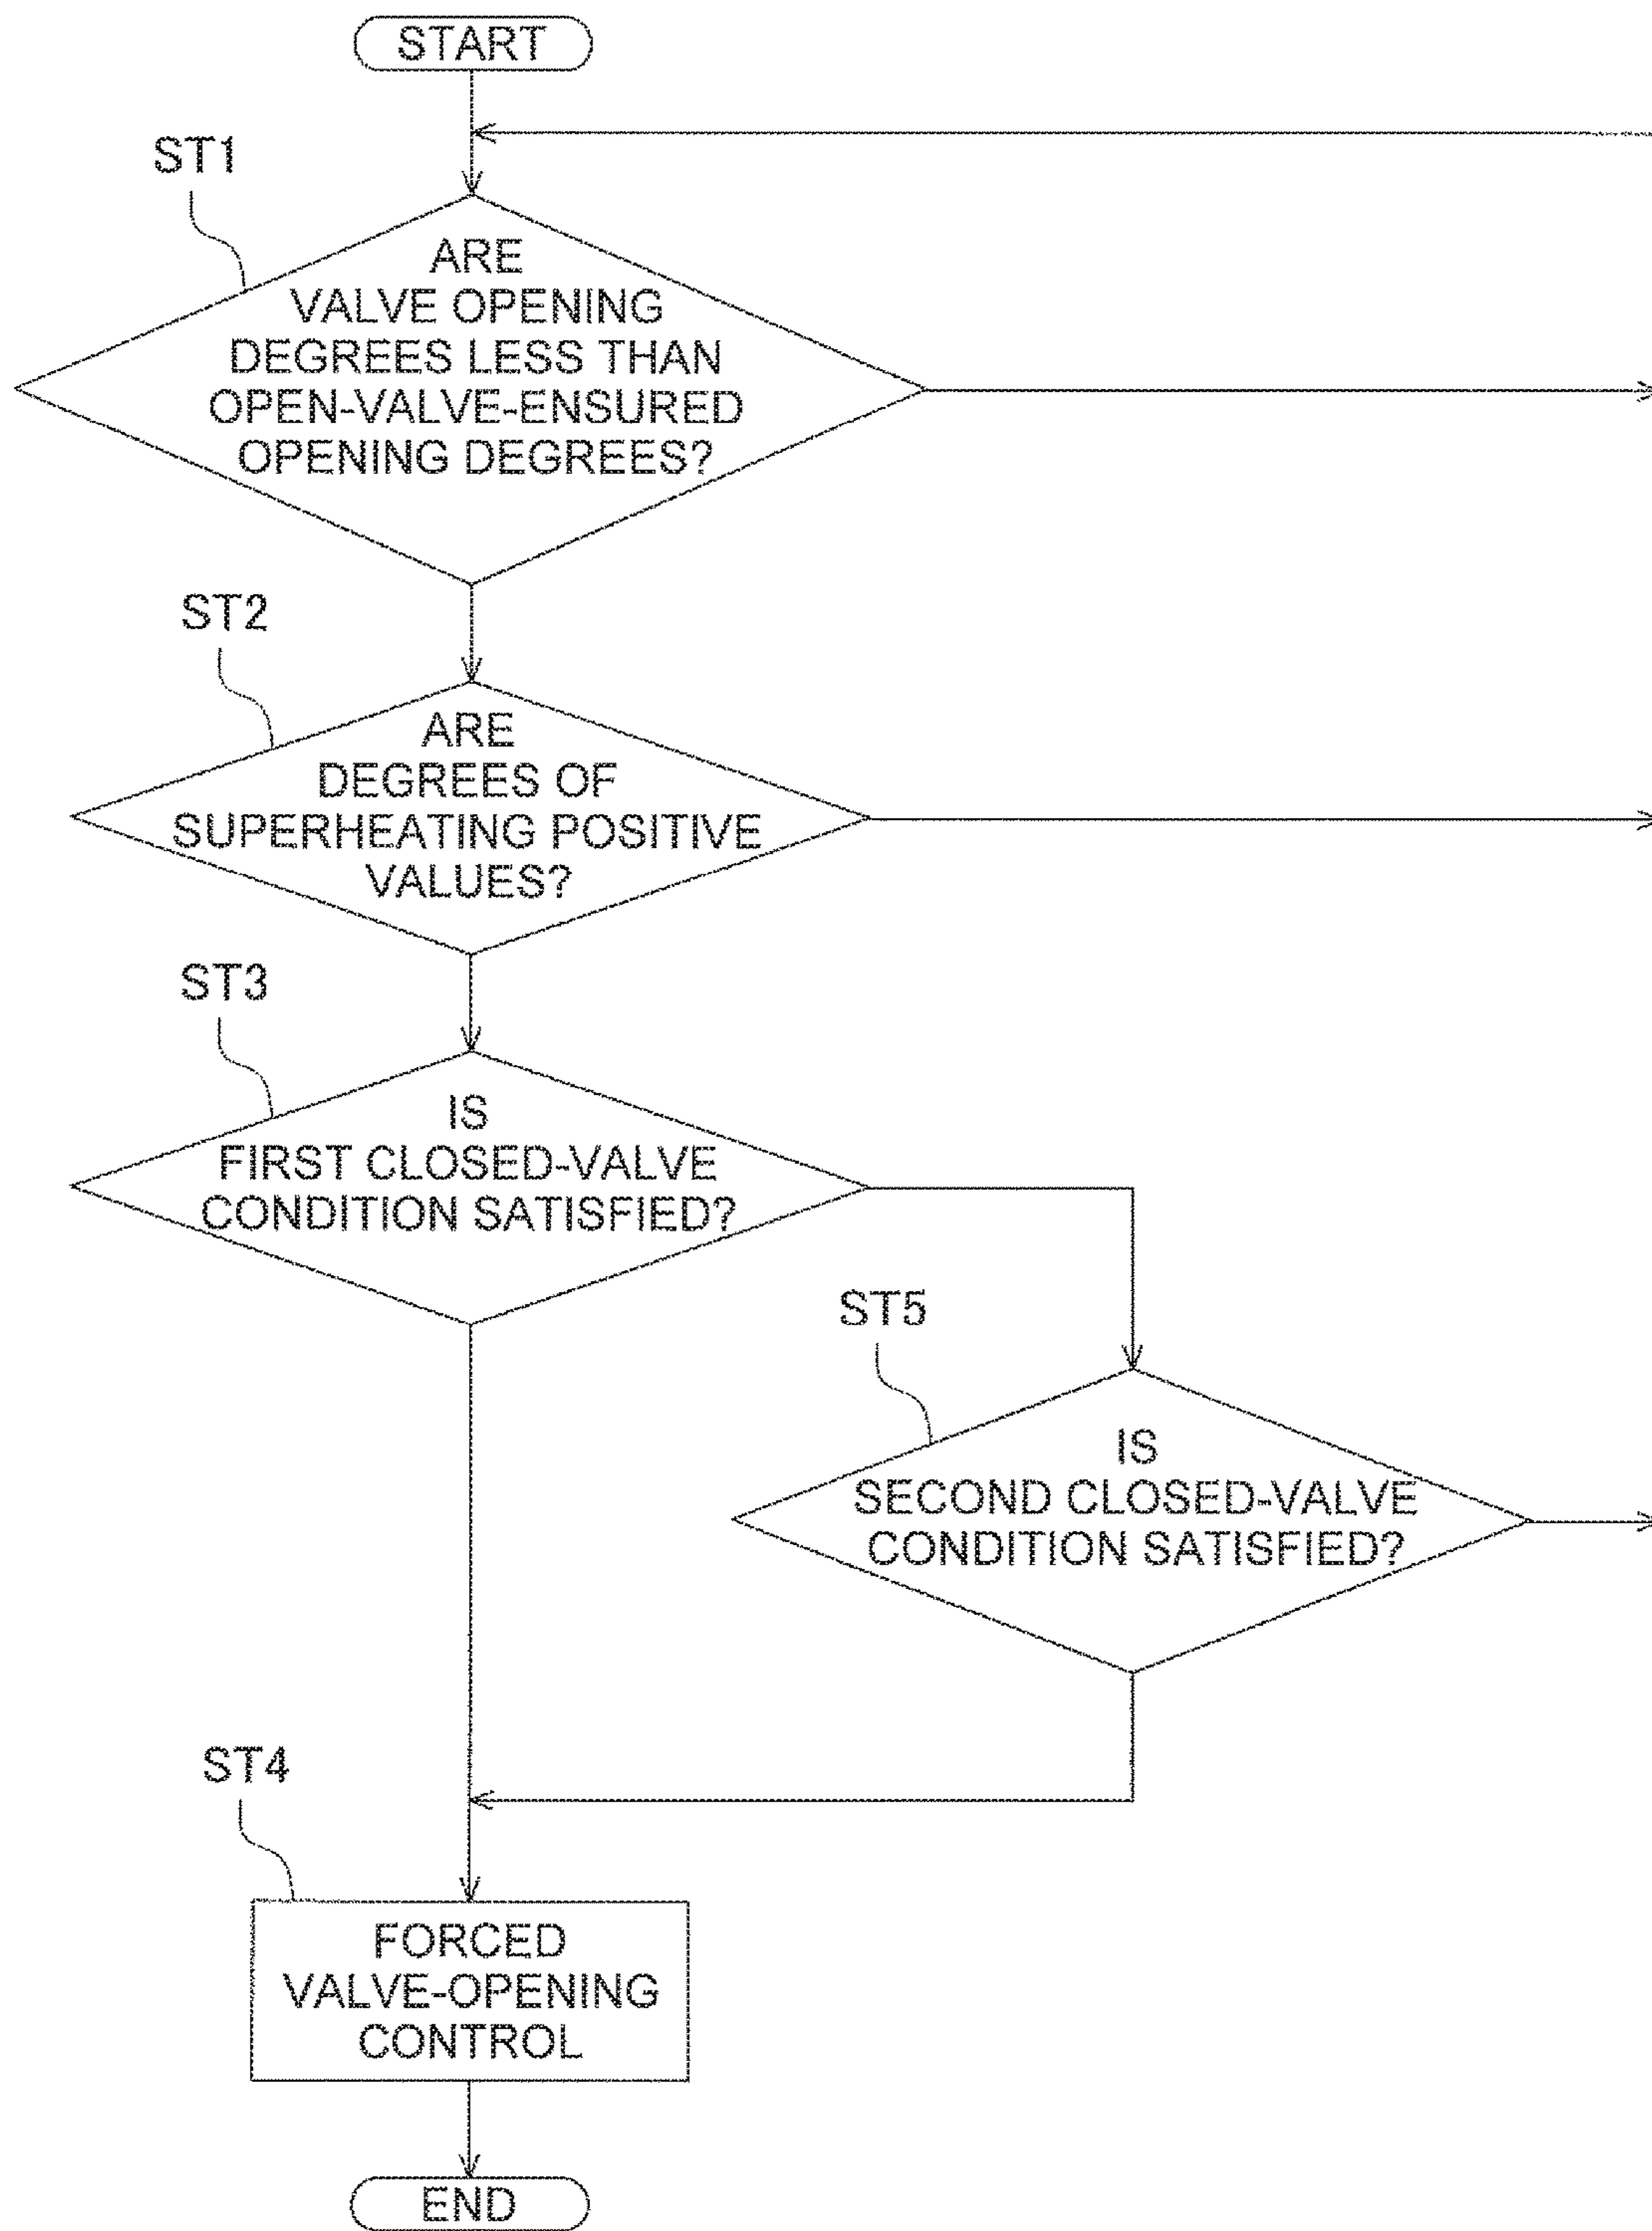 START
ST1
ARE
VALVE OPENING
DEGREES LESS THAN
OPEN-VALVE-ENSURED
OPENING DEGREES?
ST2
ARE
DEGREES OF
SUPERHEATING POSITIVE
VALUES?
ST3
IS
FIRST CLOSED-VALVE
CONDITION SATISFIED?
ST5
IS
SECOND CLOSED-VALVE
CONDITION SATISFIED?
ST4
FORCED
VALVE-OPENING
CONTROL
END